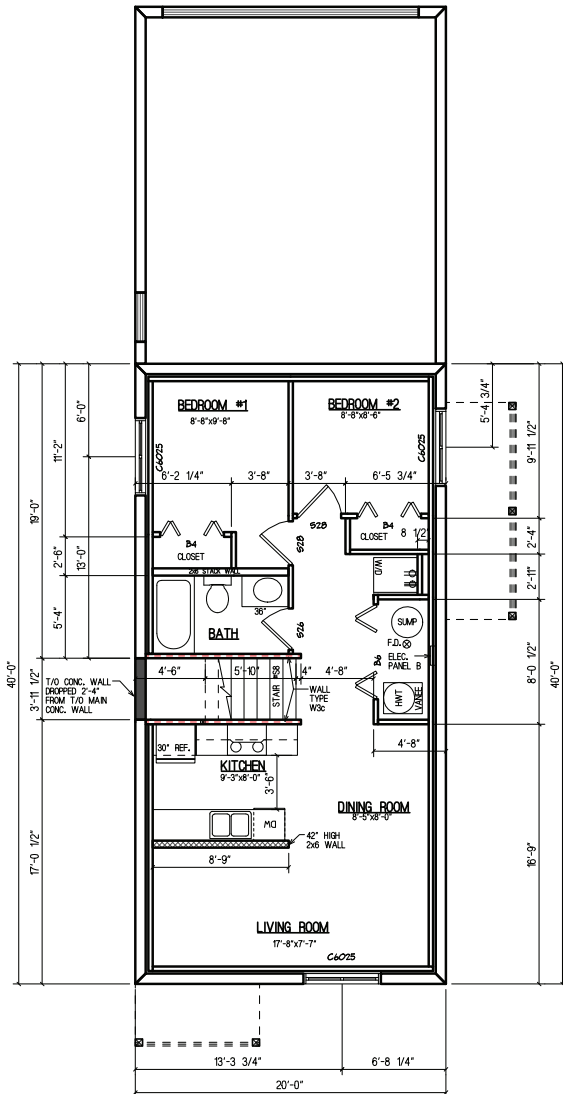 6'-0"
11'-2"
19'-0"
2'-6"
13'-0"
5'-4"
40'-0"
3'-11 1/2"
17'-0 1/2"
BEDROOM #1
8'-8"x9'-8"
BEDROOM #2
8'-8"x8'-6"
C6025
C6025
5'-4 3/4"
9'-11 1/2"
6'-2 1/4"
3'-8"
3'-8"
6'-5 3/4"
S28
S28
B4
CLOSET
B4
CLOSET
8 1/2"
2'-4"
2'-11"
2x6 STACK WALL
W/D
36"
BATH
S26
SUMP
F.D.
ELEC.
PANEL B
B6
8'-0 1/2"
40'-0"
4'-6"
5'-10"
4"
4'-8"
STAIR #S8
WALL
TYPE
W3c
HWT
VANEE
T/O CONC. WALL
DROPPED 2'-4"
FROM T/O MAIN
CONC. WALL
4'-8"
30" REF.
KITCHEN
9'-3"x8'-0"
3'-6"
DINING ROOM
8'-5"x8'-0"
DW
42" HIGH
2x6 WALL
8'-9"
16'-9"
LIVING ROOM
17'-8"x7'-7"
C6025
13'-3 3/4"
6'-8 1/4"
20'-0"